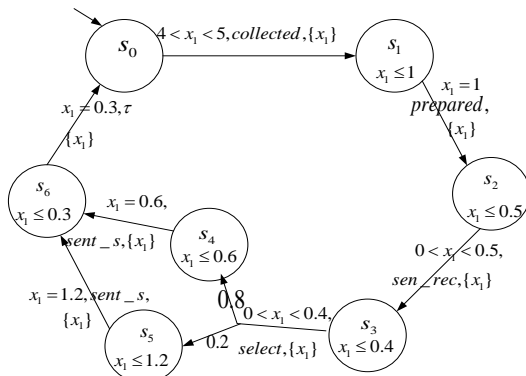 s₀
4 < x₁ < 5, collected, {x₁}
s₁
x₁ ≤ 1
x₁ = 1
prepared,
{x₁}
s₂
x₁ ≤ 0.5
0 < x₁ < 0.5,
sen_rec, {x₁}
s₃
x₁ ≤ 0.4
0 < x₁ < 0.4,
select, {x₁}
0.8
0.2
s₄
x₁ ≤ 0.6
x₁ = 0.6,
sent_s, {x₁}
s₅
x₁ ≤ 1.2
x₁ = 1.2, sent_s,
{x₁}
s₆
x₁ ≤ 0.3
x₁ = 0.3, τ
{x₁}